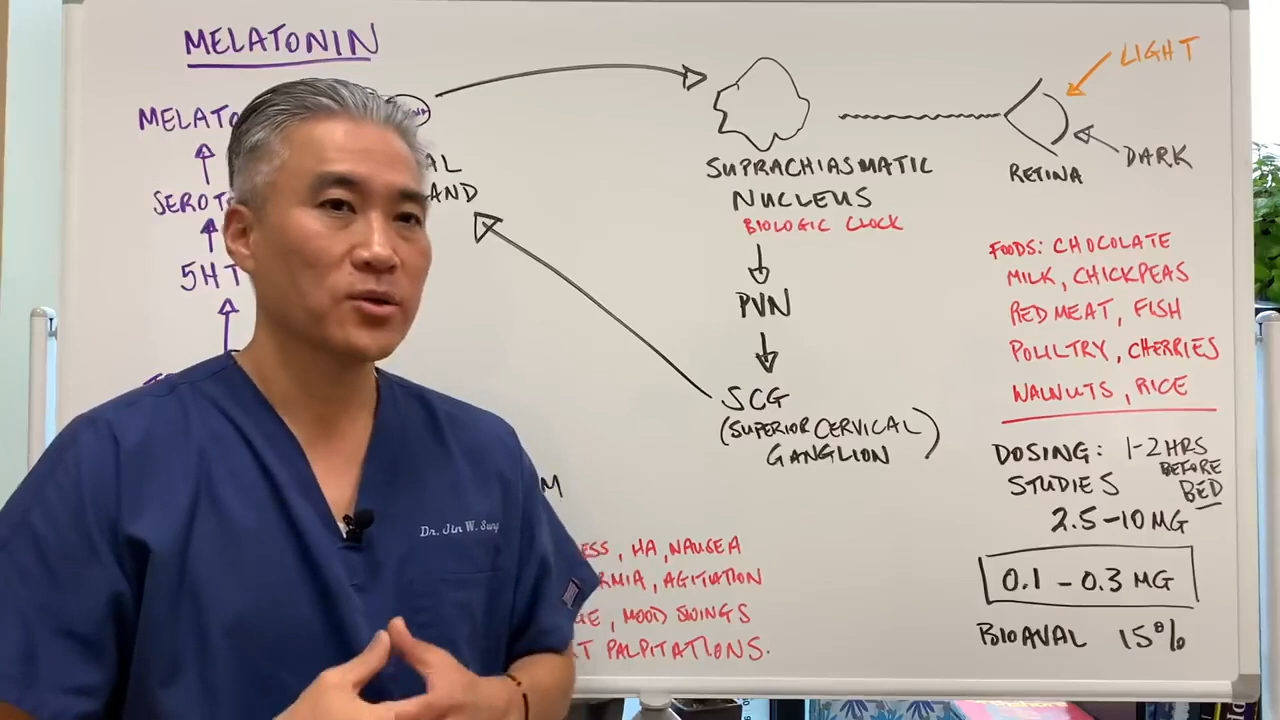 MELATONIN
LIGHT
DARK
RETINA
SUPRACHIASMATIC
NUCLEUS
BIOLOGIC CLOCK
PVN
SCG
(SUPERIOR CERVICAL)
GANGLION
5HT
FOODS: CHOCOLATE
MILK, CHICKPEAS
RED MEAT, FISH
POULTRY, CHERRIES
WALNUTS, RICE
DOSING: 1-2 HRS
BEFORE
BED
STUDIES
2.5-10 MG
0.1 - 0.3 MG
BIOAVAL 15%
HA, NAUSEA
AGITATION
MOOD SWINGS
PALPITATIONS.
Dr. Jin W. Sung